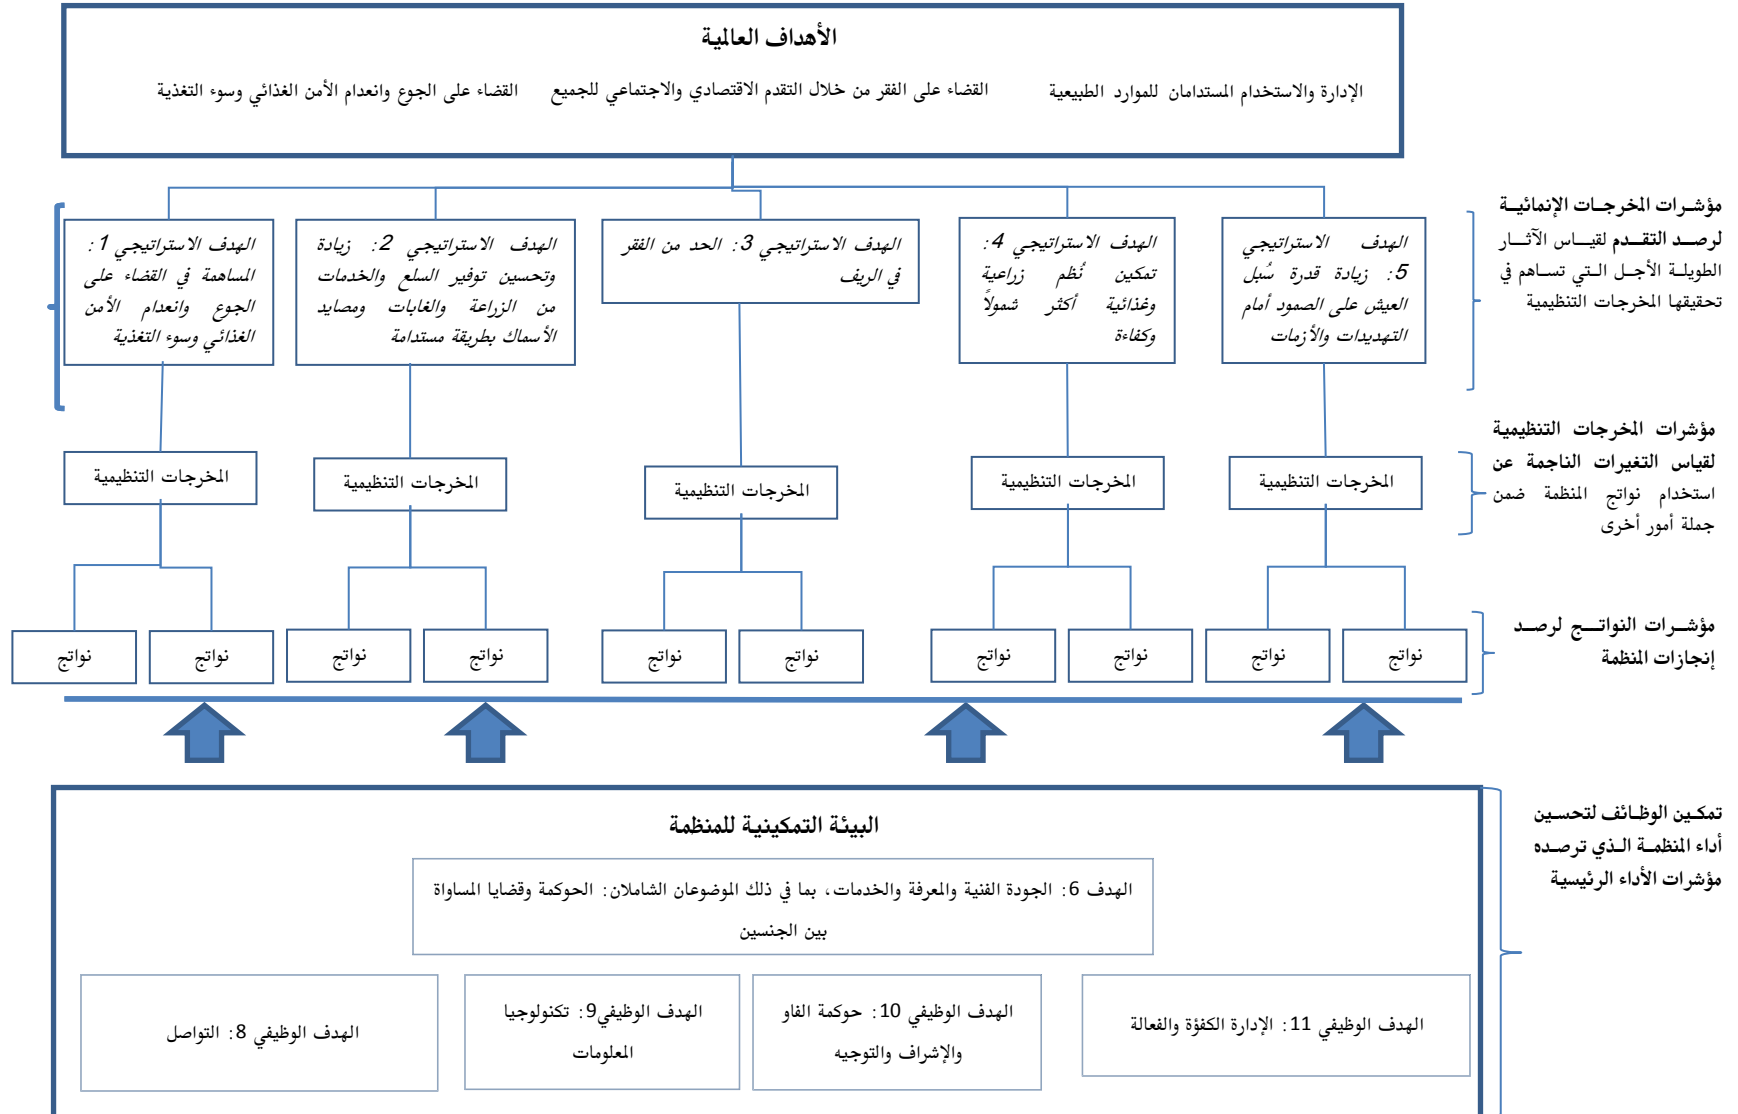 الأهداف العالمية
الإدارة والاستخدام المستدامان للموارد الطبيعية
القضاء على الفقر من خلال التقدم الاقتصادي والاجتماعي للجميع
القضاء على الجوع وانعدام الأمن الغذائي وسوء التغذية
مؤشرات المخرجات الإنمائية
لرصد التقدم لقياس الآثار
الطويلة الأجل التي تساهم في
تحقيقها المخرجات التنظيمية
الهدف الاستراتيجي
5: زيادة قدرة سُبل
العيش على الصمود أمام
التهديدات والأزمات
الهدف الاستراتيجي 4:
تمكين نُظم زراعية
وغذائية أكثر شمولاً
وكفاءة
الهدف الاستراتيجي 3: الحد من الفقر
في الريف
الهدف الاستراتيجي 2: زيادة
وتحسين توفير السلع والخدمات
من الزراعة والغابات ومصايد
الأسماك بطريقة مستدامة
الهدف الاستراتيجي 1:
المساهمة في القضاء على
الجوع وانعدام الأمن
الغذائي وسوء التغذية
مؤشرات المخرجات التنظيمية
لقياس التغيرات الناجمة عن
استخدام نواتج المنظمة ضمن
جملة أمور أخرى
المخرجات التنظيمية
المخرجات التنظيمية
المخرجات التنظيمية
المخرجات التنظيمية
المخرجات التنظيمية
مؤشرات النواتج لرصد
إنجازات المنظمة
نواتج
نواتج
نواتج
نواتج
نواتج
نواتج
نواتج
نواتج
نواتج
نواتج
تمكين الوظائف لتحسين
أداء المنظمة الذي ترصده
مؤشرات الأداء الرئيسية
البيئة التمكينية للمنظمة
الهدف 6: الجودة الفنية والمعرفة والخدمات، بما في ذلك الموضوعان الشاملان: الحوكمة وقضايا المساواة
بين الجنسين
الهدف الوظيفي 11: الإدارة الكفؤة والفعالة
الهدف الوظيفي 10: حوكمة الفاو
والإشراف والتوجيه
الهدف الوظيفي9: تكنولوجيا
المعلومات
الهدف الوظيفي 8: التواصل